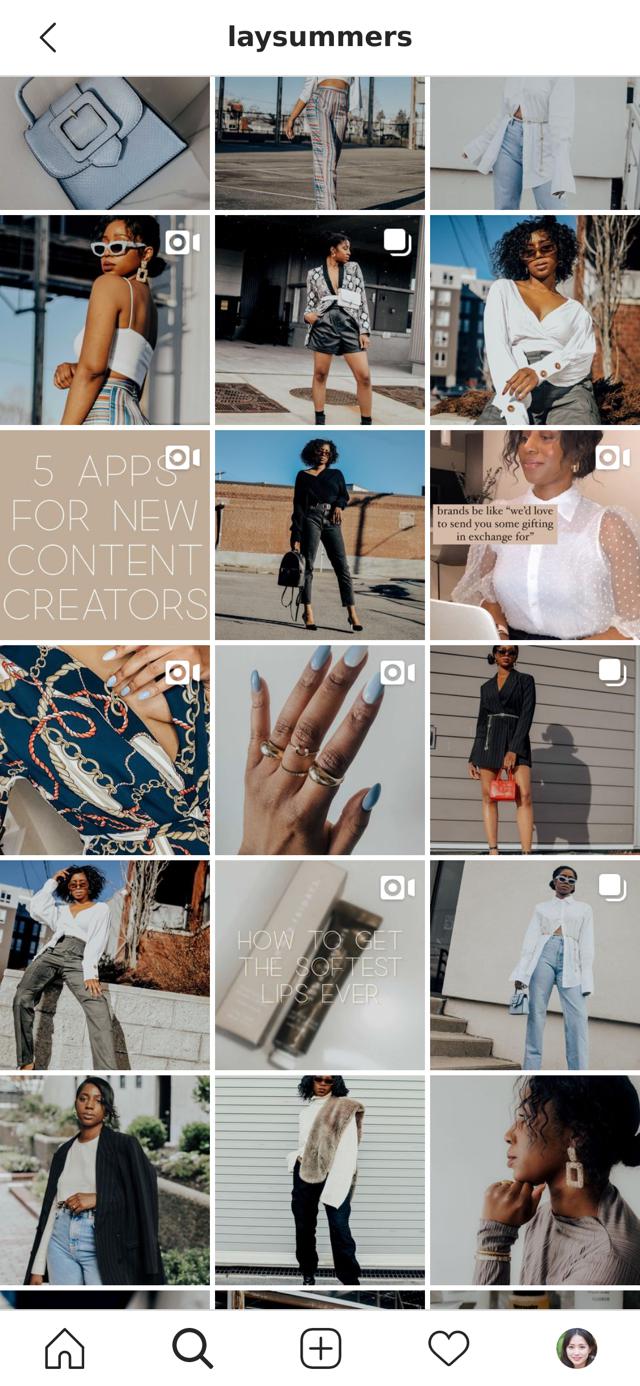 laysummers
5 APPS
FOR NEW
CONTENT
CREATORS
brands be like “we’d love
to send you some gifting
in exchange for”
HOW TO GET
THE SOFTEST
LIPS EVER